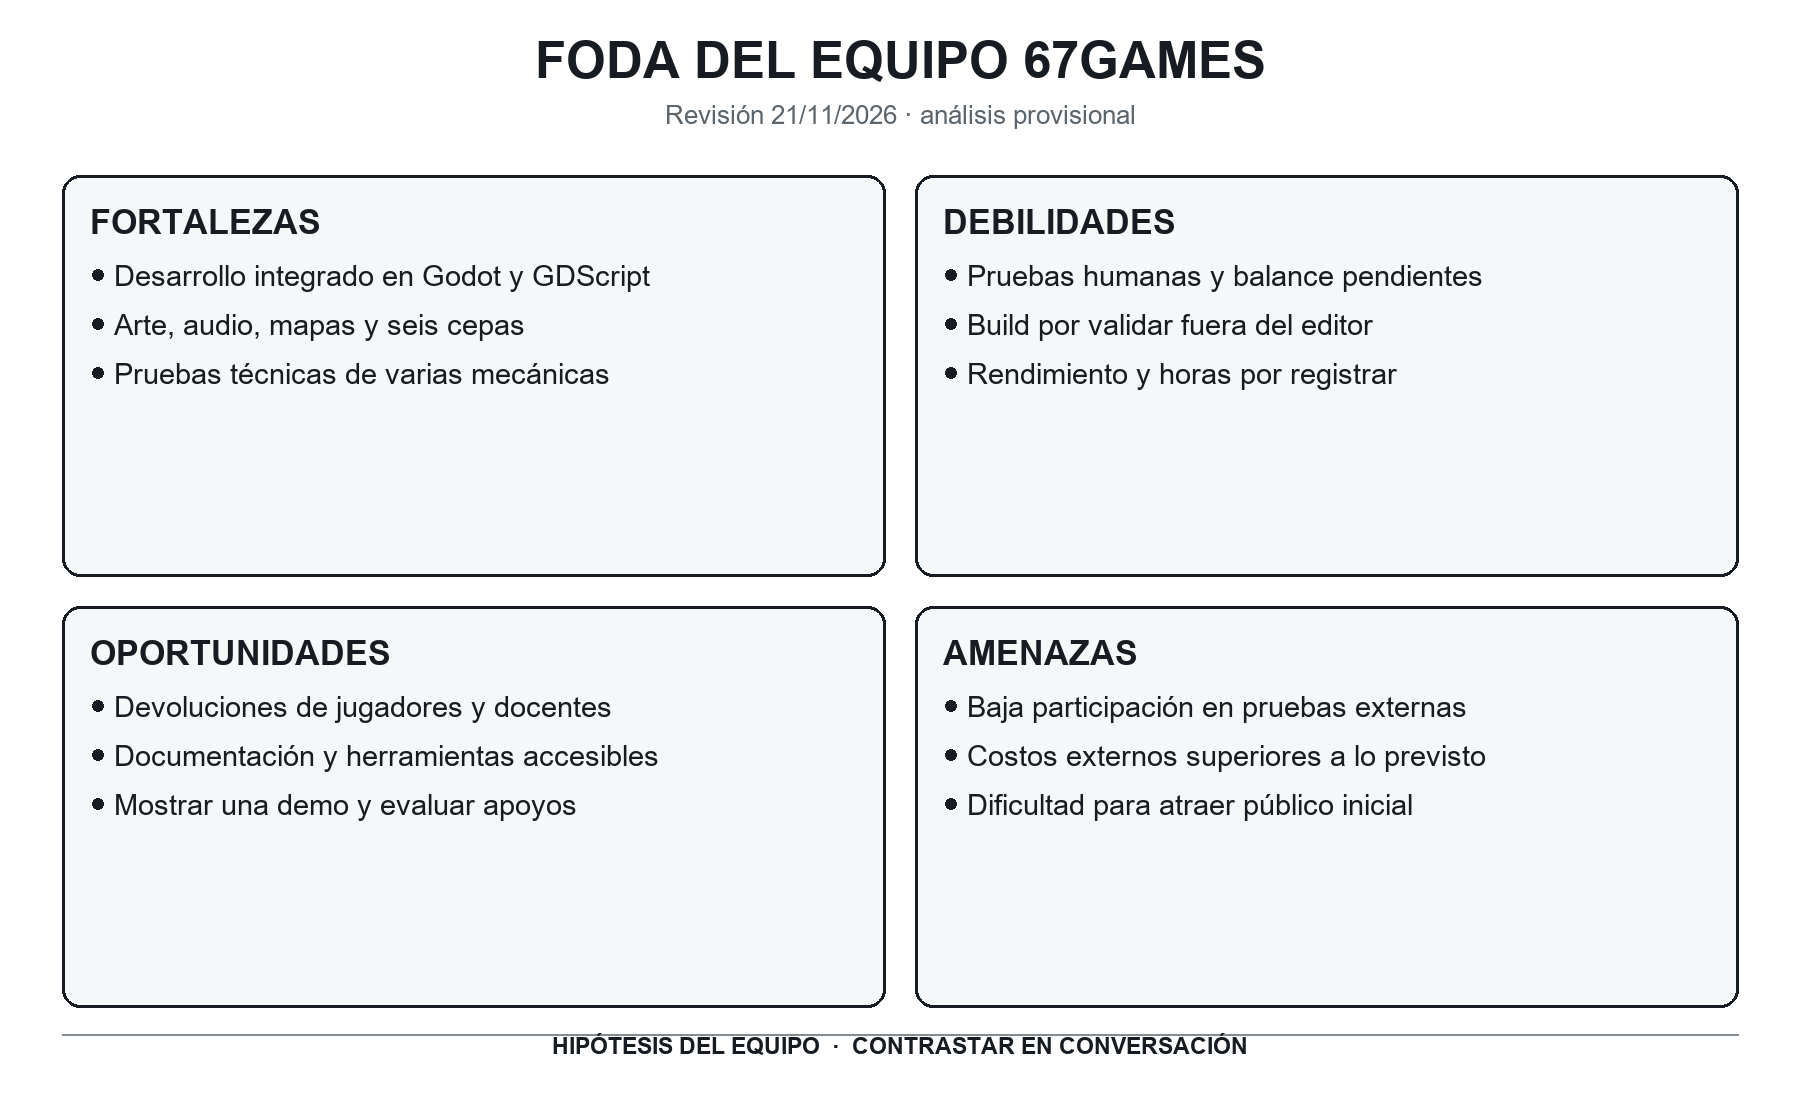 FODA DEL EQUIPO 67GAMES
Revisión 21/11/2026 · análisis provisional
FORTALEZAS
• Desarrollo integrado en Godot y GDScript
• Arte, audio, mapas y seis cepas
• Pruebas técnicas de varias mecánicas
DEBILIDADES
• Pruebas humanas y balance pendientes
• Build por validar fuera del editor
• Rendimiento y horas por registrar
OPORTUNIDADES
• Devoluciones de jugadores y docentes
• Documentación y herramientas accesibles
• Mostrar una demo y evaluar apoyos
AMENAZAS
• Baja participación en pruebas externas
• Costos externos superiores a lo previsto
• Dificultad para atraer público inicial
HIPÓTESIS DEL EQUIPO · CONTRASTAR EN CONVERSACIÓN